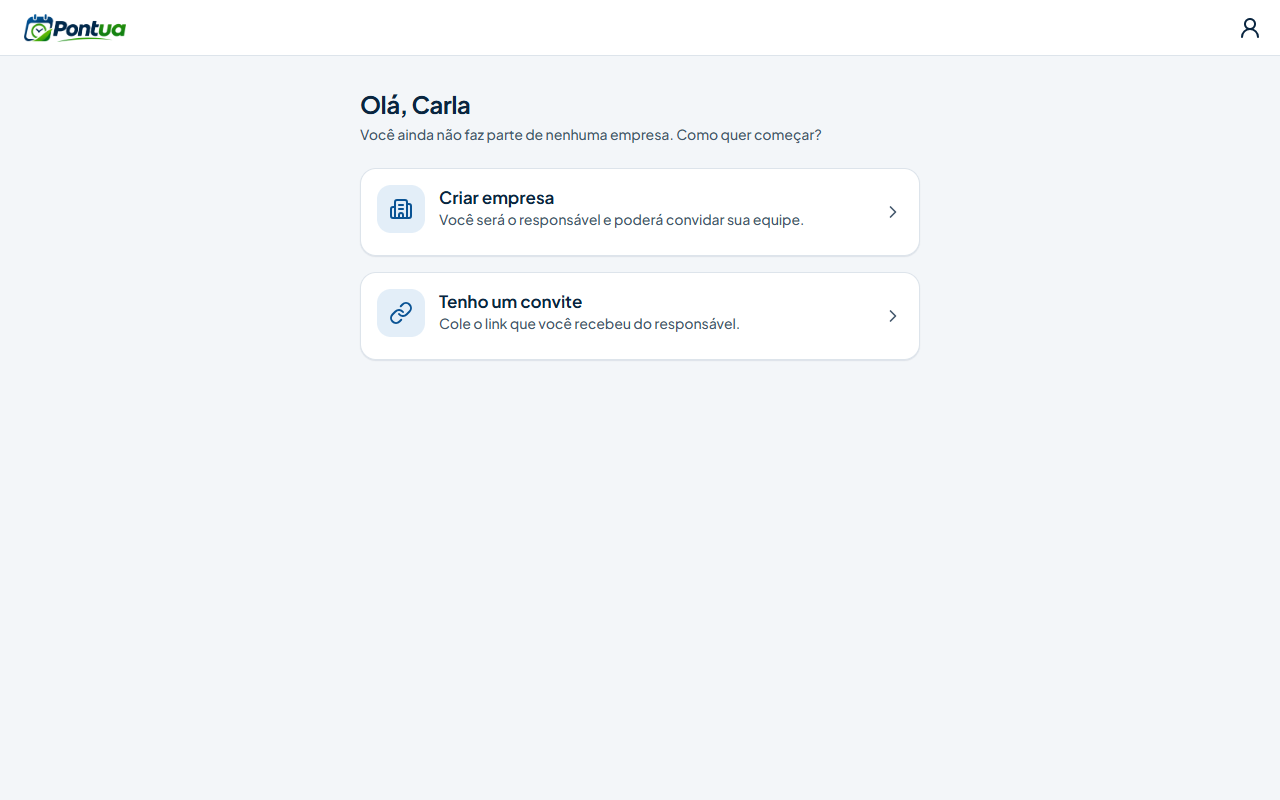 Pontua
Olá, Carla
Você ainda não faz parte de nenhuma empresa. Como quer começar?
Criar empresa
Você será o responsável e poderá convidar sua equipe.
Tenho um convite
Cole o link que você recebeu do responsável.